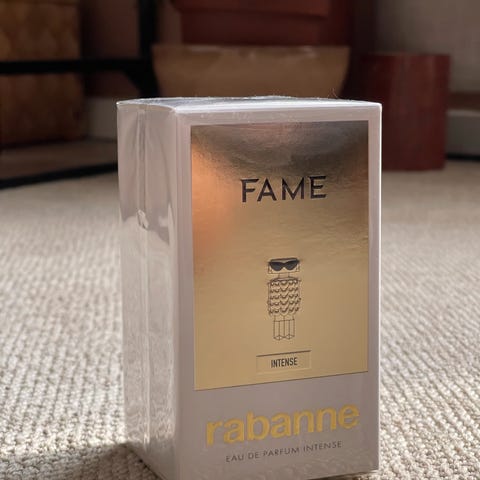 FAME
INTENSE
rabanne
EAU DE PARFUM INTENSE